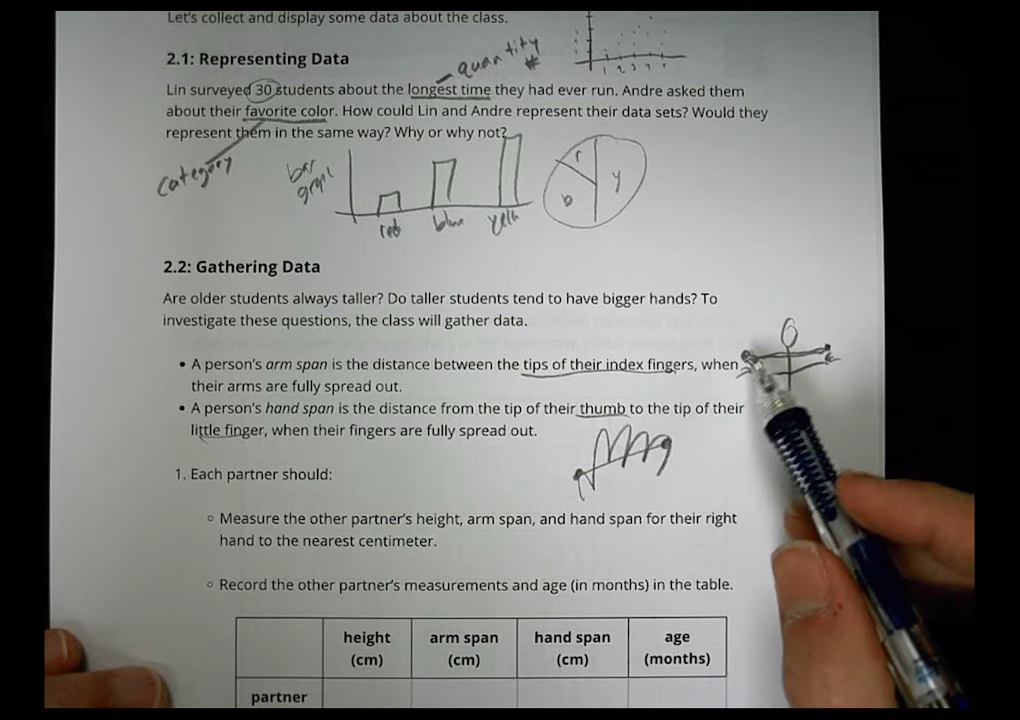 Let's collect and display some data about the class.
2.1: Representing Data
quantity
#
1 2 3 4 5
Lin surveyed 30 students about the longest time they had ever run. Andre asked them
about their favorite color. How could Lin and Andre represent their data sets? Would they
represent them in the same way? Why or why not?
category
bar
graph
red blue yello
r y
b
2.2: Gathering Data
Are older students always taller? Do taller students tend to have bigger hands? To
investigate these questions, the class will gather data.
• A person's arm span is the distance between the tips of their index fingers, when
their arms are fully spread out.
• A person's hand span is the distance from the tip of their thumb to the tip of their
little finger, when their fingers are fully spread out.
1. Each partner should:
◦ Measure the other partner's height, arm span, and hand span for their right
hand to the nearest centimeter.
◦ Record the other partner's measurements and age (in months) in the table.
height arm span hand span age
(cm) (cm) (cm) (months)
partner